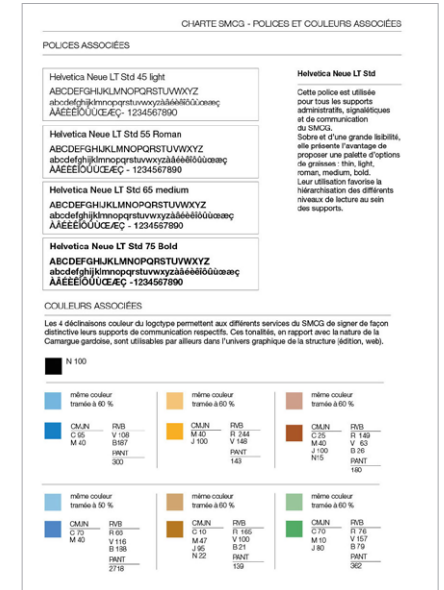 CHARTE SMCG - POLICES ET COULEURS ASSOCIÉES
POLICES ASSOCIÉES
Helvetica Neue LT Std 45 light
ABCDEFGHIJKLMNOPQRSTUVWXYZ
abcdefghijklmnopqrstuvwxyzàâéèêîôûùœæç
ÀÂÉÈÊÎÔÛÙŒÆÇ- 1234567890
Helvetica Neue LT Std 55 Roman
ABCDEFGHIJKLMNOPQRSTUVWXYZ
abcdefghijklmnopqrstuvwxyzàâéèêîôûùœæç
ÀÂÉÈÊÎÔÛÙŒÆÇ - 1234567890
Helvetica Neue LT Std 65 medium
ABCDEFGHIJKLMNOPQRSTUVWXYZ
abcdefghijklmnopqrstuvwxyzàâéèêîôûùœæç
ÀÂÉÈÊÎÔÛÙŒÆÇ - 1234567890
Helvetica Neue LT Std 75 Bold
ABCDEFGHIJKLMNOPQRSTUVWXYZ
abcdefghijklmnopqrstuvwxyzàâéèêîôûùœæç
ÀÂÉÈÊÎÔÛÙŒÆÇ -1234567890
Helvetica Neue LT Std
Cette police est utilisée
pour tous les supports
administratifs, signalétiques
et de communication
du SMCG.
Sobre et d'une grande lisibilité,
elle présente l'avantage de
proposer une palette d'options
de graisses : thin, light,
roman, medium, bold.
Leur utilisation favorise la
hiérarchisation des différents
niveaux de lecture au sein
des supports.
COULEURS ASSOCIÉES
Les 4 déclinaisons couleur du logotype permettent aux différents services du SMCG de signer de façon
distinctive leurs supports de communication respectifs. Ces tonalités, en rapport avec la nature de la
Camargue gardoise, sont utilisables par ailleurs dans l'univers graphique de la structure (édition, web).
N 100
même couleur
tramée à 60 %
CMJN
C 95
M 40
RVB
V 108
B187
PANT
300
même couleur
tramée à 60 %
CMJN
M 40
J 100
RVB
R 244
V 148
PANT
143
même couleur
tramée à 60 %
CMJN
C 25
M 40
J 100
N15
RVB
R 149
V 63
B 26
PANT
180
même couleur
tramée à 50 %
CMJN
C 70
M 40
RVB
R 60
V 116
B 198
PANT
2718
même couleur
tramée à 60 %
CMJN
C 10
M 47
J 95
N 22
RVB
R 165
V 100
B 21
PANT
139
même couleur
tramée à 60 %
CMJN
C 70
M 10
J 80
RVB
R 76
V 157
B 79
PANT
362